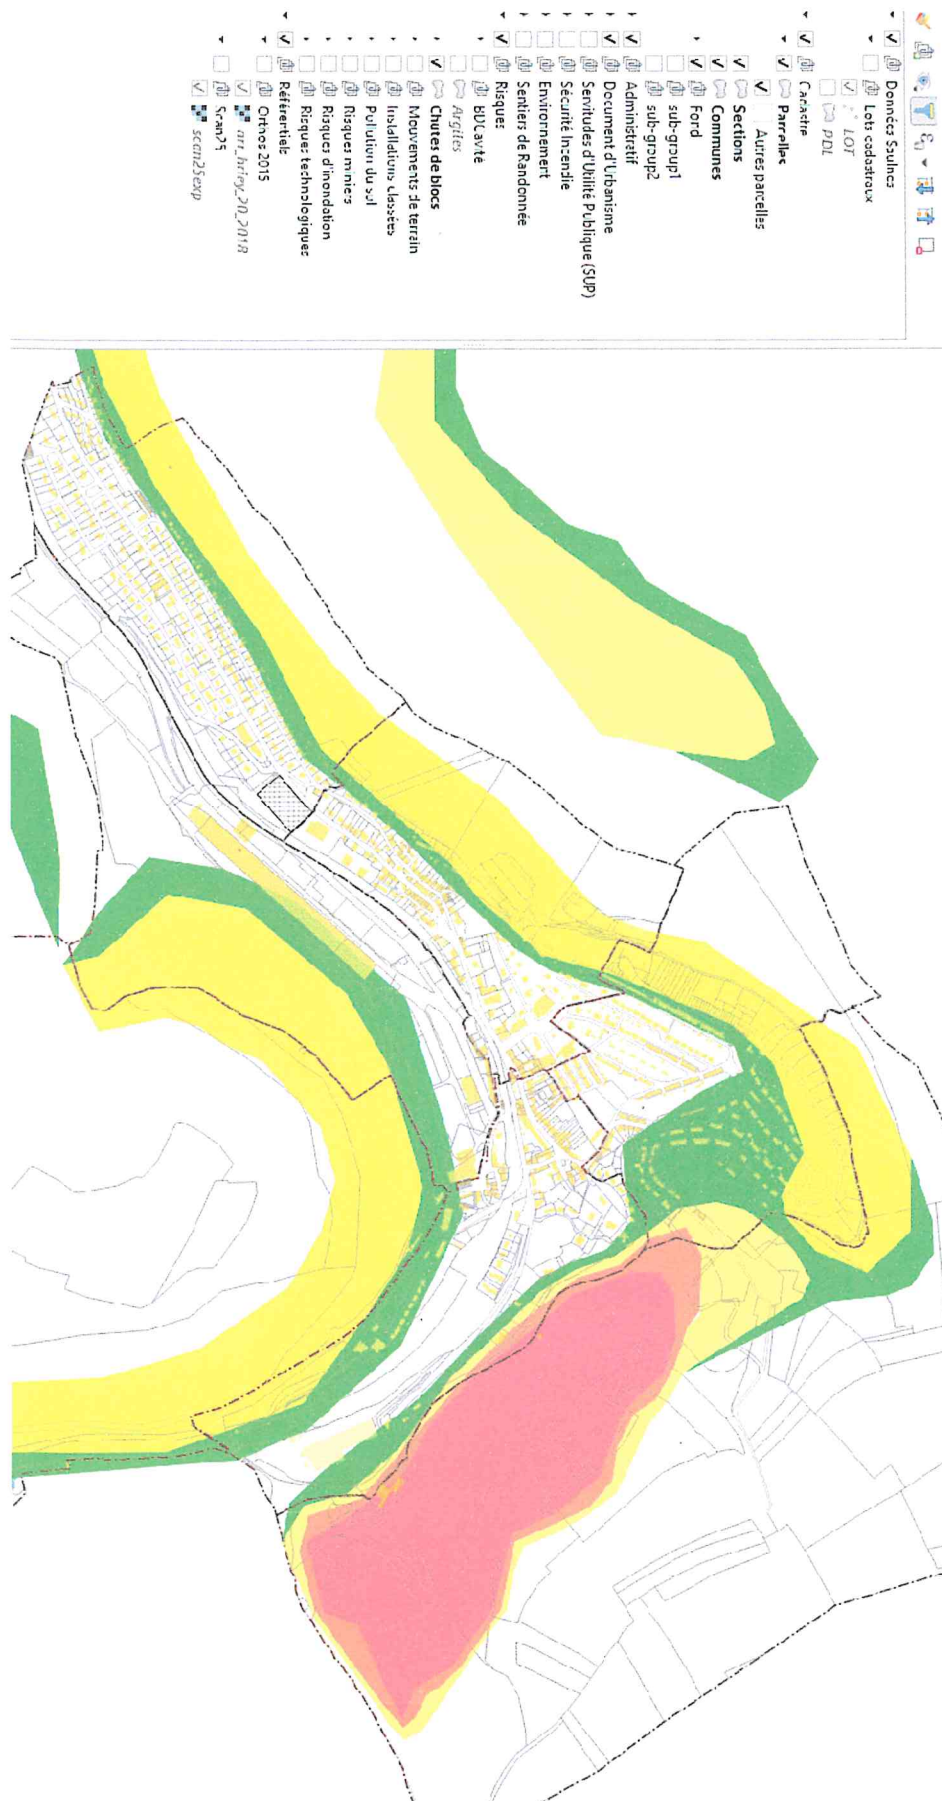 Données Saulnes
Lots cadastraux
LOT
PDL
Cadastre
Parcelles
Autres parcelles
Sections
Communes
Fond
sub-group1
sub-group2
Administratif
Document d'Urbanisme
Servitudes d'Utilité Publique (SUP)
Sécurité Incendie
Environnement
Sentiers de Randonnée
Risques
BDCavité
Argiles
Chutes de blocs
Mouvements de terrain
Installations classées
Pollution du sol
Risques miniers
Risques d'inondation
Risques technologiques
Référentiels
Orthos 2015
arr_briey_20_2018
Scan25
scan25exp